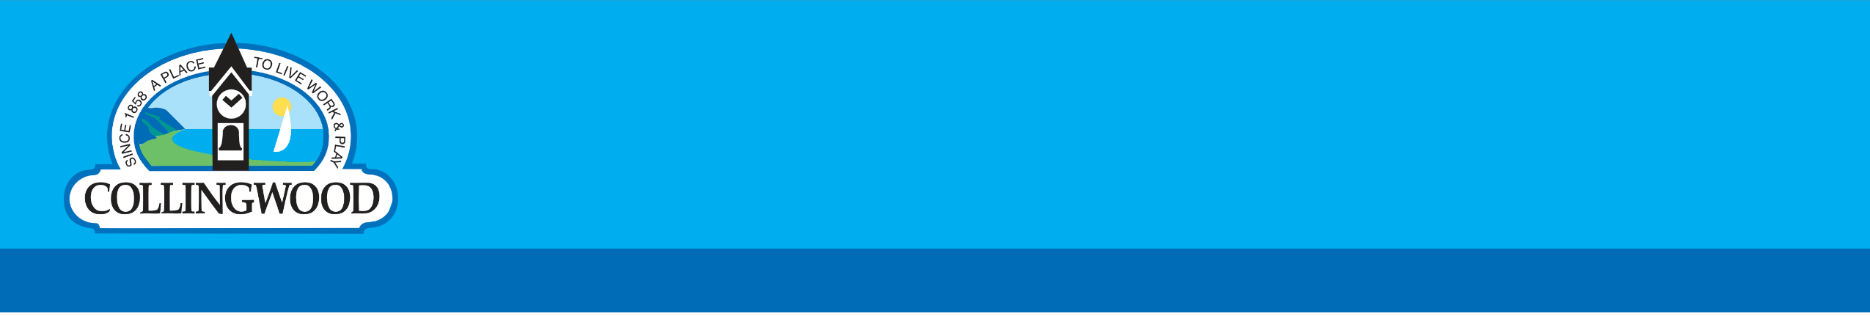 SINCE 1858 A PLACE TO LIVE WORK & PLAY
COLLINGWOOD